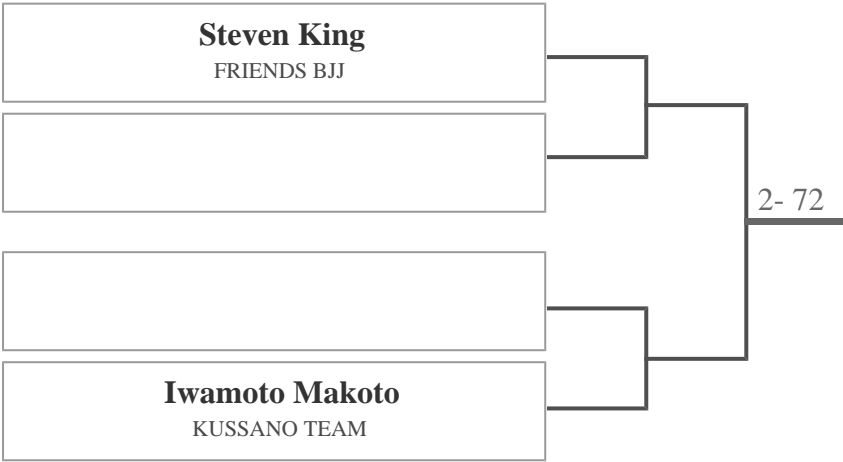 Steven King
FRIENDS BJJ
2- 72
Iwamoto Makoto
KUSSANO TEAM